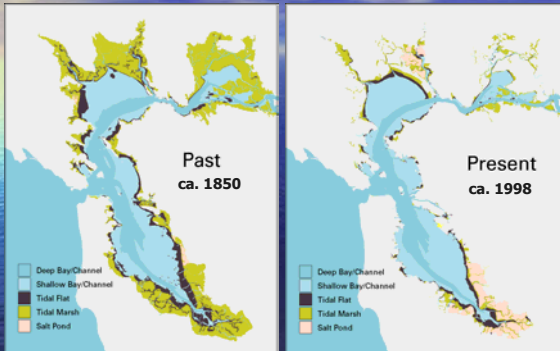 Past
ca. 1850
Deep Bay/Channel
Shallow Bay/Channel
Tidal Flat
Tidal Marsh
Salt Pond
Present
ca. 1998
Deep Bay/Channel
Shallow Bay/Channel
Tidal Flat
Tidal Marsh
Salt Pond